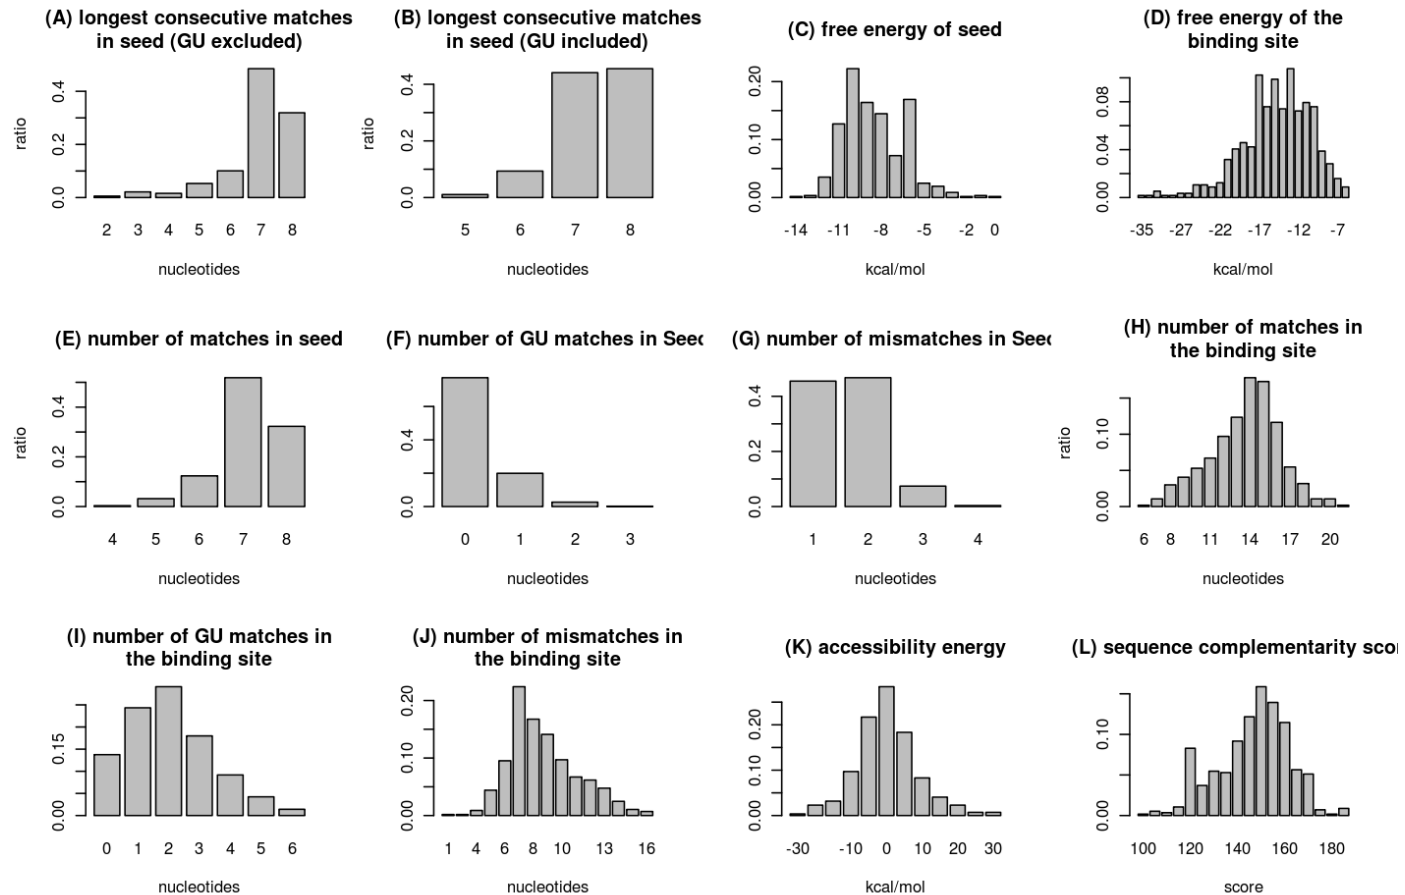 (A) longest consecutive matches
in seed (GU excluded)
ratio
0.0 0.2 0.4
2 3 4 5 6 7 8
nucleotides
(B) longest consecutive matches
in seed (GU included)
ratio
0.0 0.2 0.4
5 6 7 8
nucleotides
(C) free energy of seed
0.00 0.10 0.20
-14 -11 -8 -5 -2 0
kcal/mol
(D) free energy of the
binding site
0.00 0.04 0.08
-35 -27 -22 -17 -12 -7
kcal/mol
(E) number of matches in seed
ratio
0.0 0.2 0.4
4 5 6 7 8
nucleotides
(F) number of GU matches in Seed
0.0 0.4
0 1 2 3
nucleotides
(G) number of mismatches in Seed
0.0 0.2 0.4
1 2 3 4
nucleotides
(H) number of matches in
the binding site
ratio
0.00 0.10
6 8 11 14 17 20
nucleotides
(I) number of GU matches in
the binding site
0.00 0.15
0 1 2 3 4 5 6
nucleotides
(J) number of mismatches in
the binding site
0.00 0.10 0.20
1 4 6 8 10 13 16
nucleotides
(K) accessibility energy
0.00 0.10 0.20
-30 -10 0 10 20 30
kcal/mol
(L) sequence complementarity scor
0.00 0.10
100 120 140 160 180
score